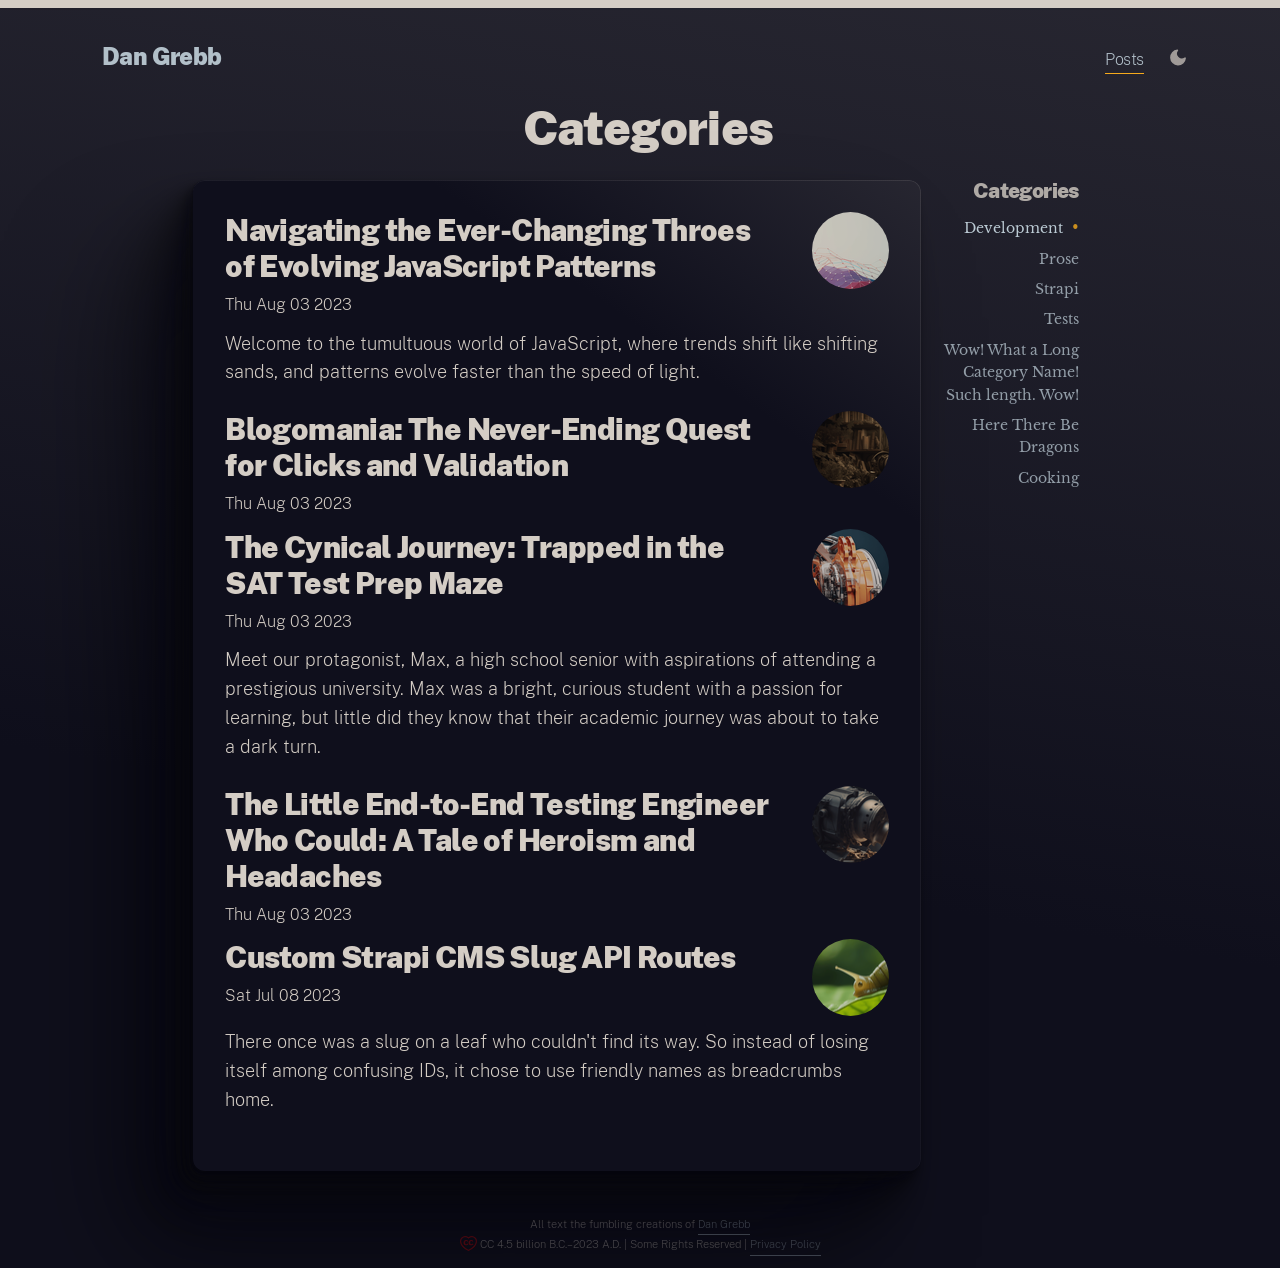 Dan Grebb
Posts
Categories
Navigating the Ever-Changing Throes
of Evolving JavaScript Patterns
Thu Aug 03 2023
Welcome to the tumultuous world of JavaScript, where trends shift like shifting
sands, and patterns evolve faster than the speed of light.
Blogomania: The Never-Ending Quest
for Clicks and Validation
Thu Aug 03 2023
The Cynical Journey: Trapped in the
SAT Test Prep Maze
Thu Aug 03 2023
Meet our protagonist, Max, a high school senior with aspirations of attending a
prestigious university. Max was a bright, curious student with a passion for
learning, but little did they know that their academic journey was about to take
a dark turn.
The Little End-to-End Testing Engineer
Who Could: A Tale of Heroism and
Headaches
Thu Aug 03 2023
Custom Strapi CMS Slug API Routes
Sat Jul 08 2023
There once was a slug on a leaf who couldn't find its way. So instead of losing
itself among confusing IDs, it chose to use friendly names as breadcrumbs
home.
Categories
Development •
Prose
Strapi
Tests
Wow! What a Long
Category Name!
Such length. Wow!
Here There Be
Dragons
Cooking
All text the fumbling creations of Dan Grebb
CC 4.5 billion B.C.–2023 A.D. | Some Rights Reserved | Privacy Policy